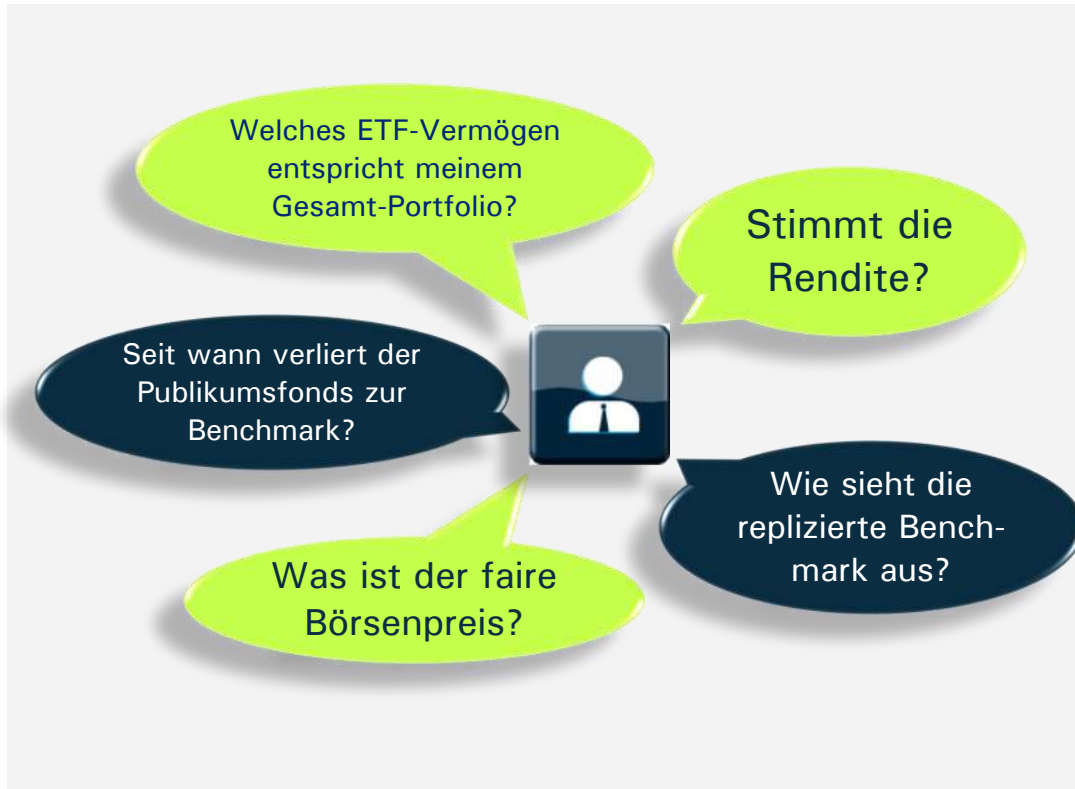 Welches ETF-Vermögen
entspricht meinem
Gesamt-Portfolio?
Stimmt die
Rendite?
Seit wann verliert der
Publikumsfonds zur
Benchmark?
Wie sieht die
replizierte Bench-
mark aus?
Was ist der faire
Börsenpreis?